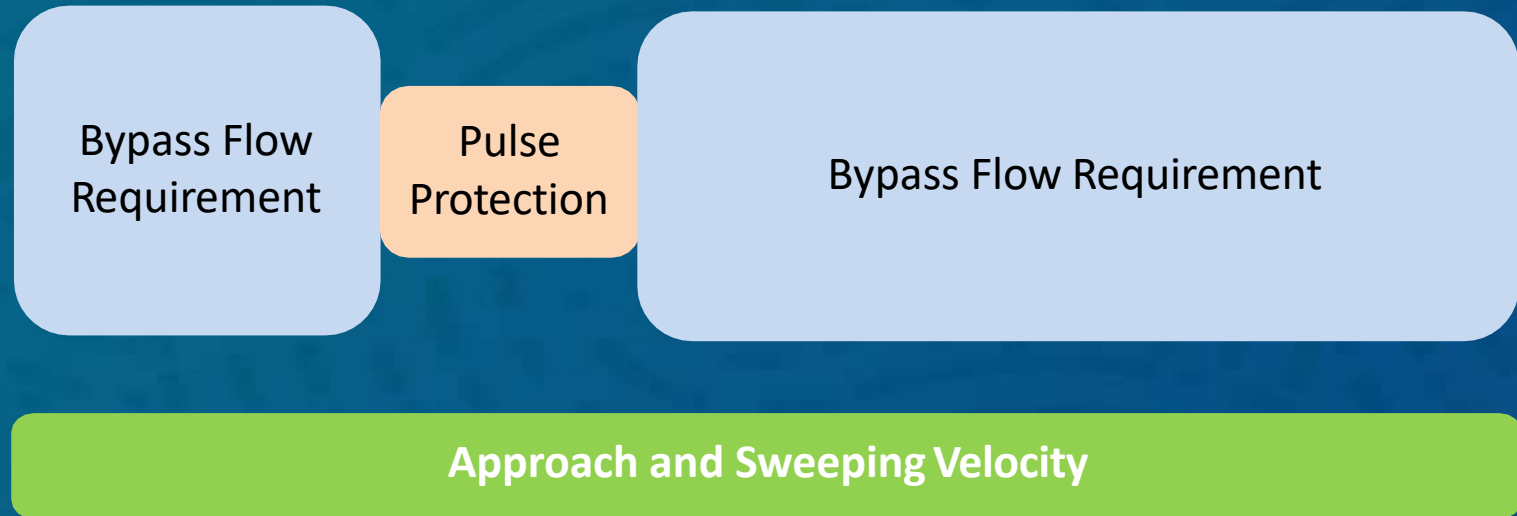 Bypass Flow
Requirement
Pulse
Protection
Bypass Flow Requirement
Approach and Sweeping Velocity